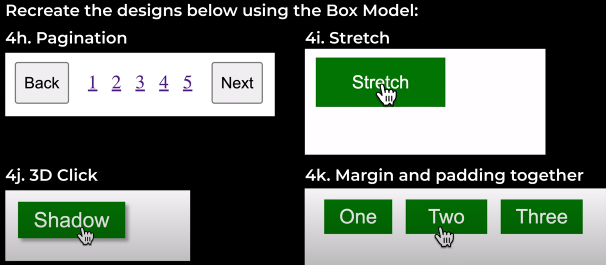 Recreate the designs below using the Box Model:
4h. Pagination
Back 1 2 3 4 5 Next
4i. Stretch
Stretch
4j. 3D Click
Shadow
4k. Margin and padding together
One Two Three